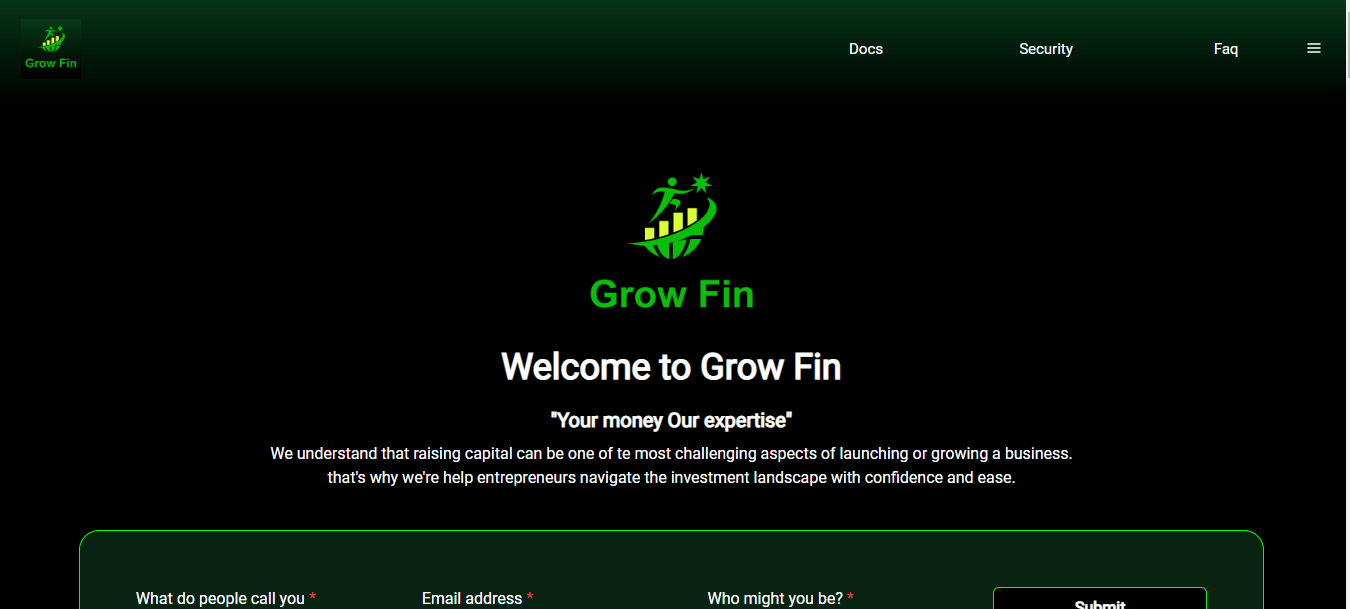 Grow Fin
Docs
Security
Faq
Grow Fin
Welcome to Grow Fin
"Your money Our expertise"
We understand that raising capital can be one of te most challenging aspects of launching or growing a business.
that's why we're help entrepreneurs navigate the investment landscape with confidence and ease.
What do people call you *
Email address *
Who might you be? *
Submit